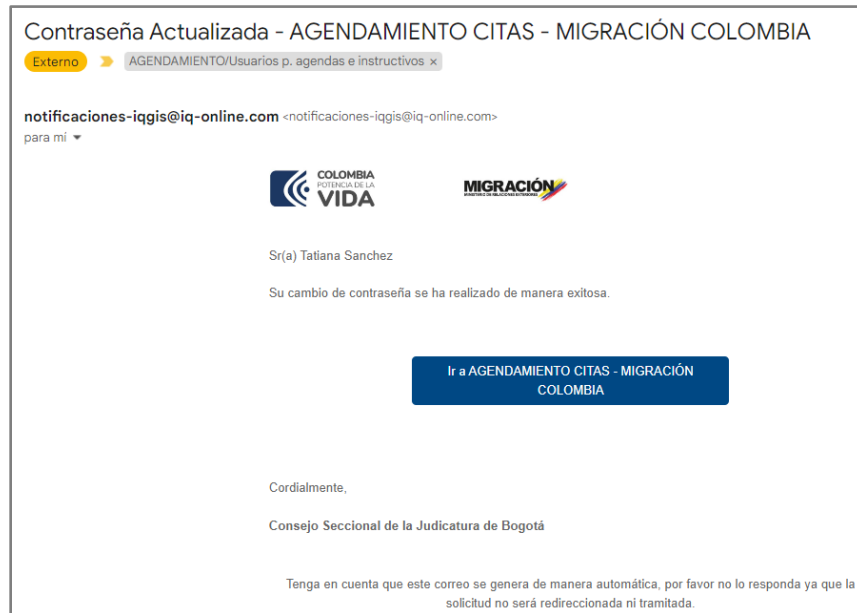 Contraseña Actualizada - AGENDAMIENTO CITAS - MIGRACIÓN COLOMBIA
Externo AGENDAMIENTO/Usuarios p. agendas e instructivos ×
notificaciones-iqgis@iq-online.com <notificaciones-iqgis@iq-online.com>
para mí
COLOMBIA
POTENCIA DE LA
VIDA
MIGRACIÓN
MINISTERIO DE RELACIONES EXTERIORES
Sr(a) Tatiana Sanchez
Su cambio de contraseña se ha realizado de manera exitosa.
Ir a AGENDAMIENTO CITAS - MIGRACIÓN
COLOMBIA
Cordialmente,
Consejo Seccional de la Judicatura de Bogotá
Tenga en cuenta que este correo se genera de manera automática, por favor no lo responda ya que la
solicitud no será redireccionada ni tramitada.